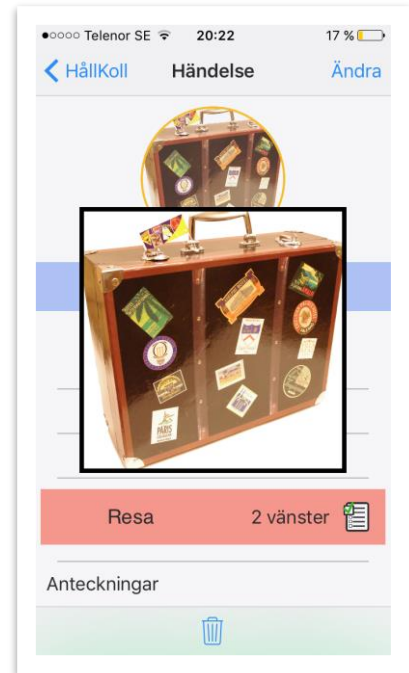 Telenor SE 20:22 17 %
HållKoll Händelse Ändra
PARIS
Resa 2 vänster
Anteckningar